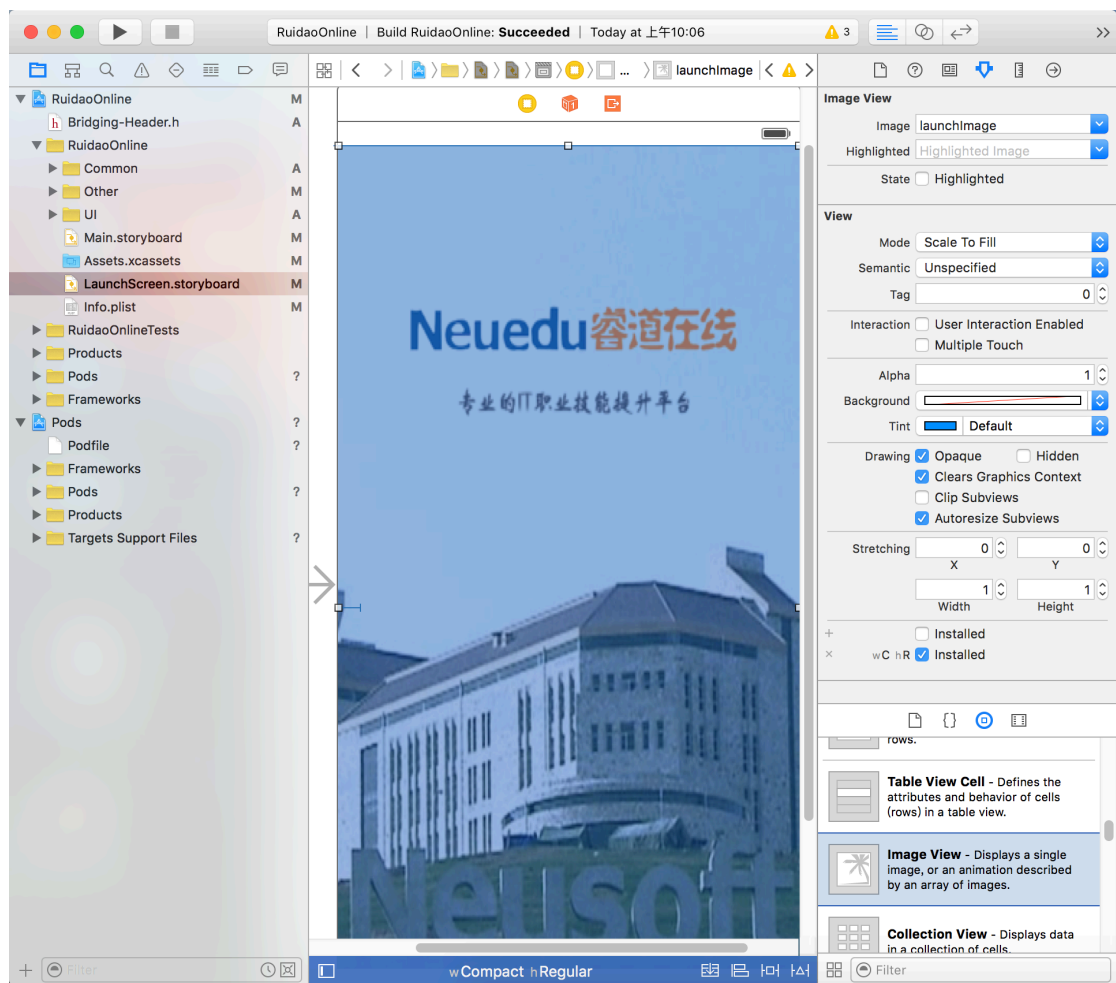 RuidaoOnline | Build RuidaoOnline: Succeeded | Today at 上午10:06
3
... launchImage
RuidaoOnline M
Bridging-Header.h A
RuidaoOnline
Common A
Other M
UI A
Main.storyboard M
Assets.xcassets M
LaunchScreen.storyboard M
Info.plist M
RuidaoOnlineTests
Products
Pods ?
Frameworks
Pods ?
Podfile ?
Frameworks
Pods ?
Products
Targets Support Files ?
Filter
Neuedu睿道在线
专业的IT职业技能提升平台
Neusoft
wCompact hRegular
Image View
Image launchImage
Highlighted Highlighted Image
State Highlighted
View
Mode Scale To Fill
Semantic Unspecified
Tag 0
Interaction User Interaction Enabled
Multiple Touch
Alpha 1
Background
Tint Default
Drawing Opaque Hidden
Clears Graphics Context
Clip Subviews
Autoresize Subviews
Stretching 0 0
X Y
1 1
Width Height
+ Installed
× wC hR Installed
rows.
Table View Cell - Defines the
attributes and behavior of cells
(rows) in a table view.
Image View - Displays a single
image, or an animation described
by an array of images.
Collection View - Displays data
in a collection of cells.
Filter